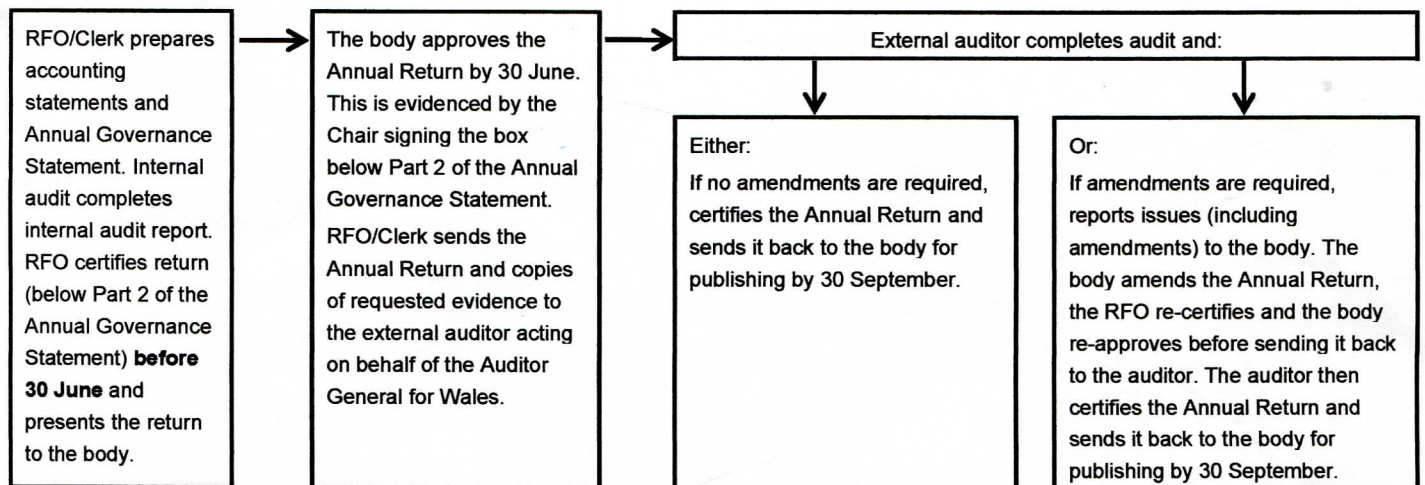 RFO/Clerk prepares
accounting
statements and
Annual Governance
Statement. Internal
audit completes
internal audit report.
RFO certifies return
(below Part 2 of the
Annual Governance
Statement) before
30 June and
presents the return
to the body.
The body approves the
Annual Return by 30 June.
This is evidenced by the
Chair signing the box
below Part 2 of the Annual
Governance Statement.
RFO/Clerk sends the
Annual Return and copies
of requested evidence to
the external auditor acting
on behalf of the Auditor
General for Wales.
External auditor completes audit and:
Either:
If no amendments are required,
certifies the Annual Return and
sends it back to the body for
publishing by 30 September.
Or:
If amendments are required,
reports issues (including
amendments) to the body. The
body amends the Annual Return,
the RFO re-certifies and the body
re-approves before sending it back
to the auditor. The auditor then
certifies the Annual Return and
sends it back to the body for
publishing by 30 September.